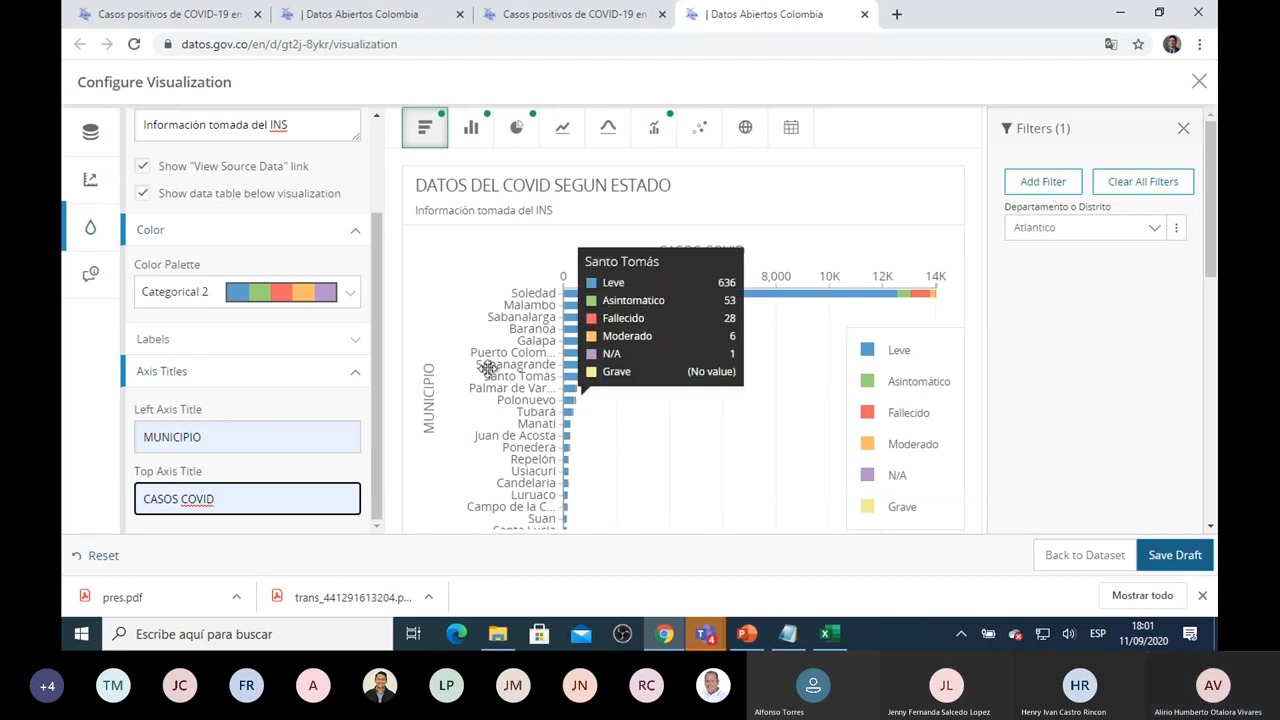 Casos positivos de COVID-19 en
| Datos Abiertos Colombia
Casos positivos de COVID-19 en
| Datos Abiertos Colombia
datos.gov.co/en/d/gt2j-8ykr/visualization
Configure Visualization
Información tomada del INS
Show "View Source Data" link
Show data table below visualization
Color
Color Palette
Categorical 2
Labels
Axis Titles
Left Axis Title
MUNICIPIO
Top Axis Title
CASOS COVID
DATOS DEL COVID SEGUN ESTADO
Información tomada del INS
CASOS COVID
0
8,000
10K
12K
14K
MUNICIPIO
Soledad
Malambo
Sabanalarga
Baranoa
Galapa
Puerto Colom...
Sabanagrande
Santo Tomás
Palmar de Var...
Polonuevo
Tubará
Manatí
Juan de Acosta
Ponedera
Repelón
Usiacurí
Candelaria
Luruaco
Campo de la C...
Suan
Santa Lucía
Santo Tomás
Leve 636
Asintomático 53
Fallecido 28
Moderado 6
N/A 1
Grave (No value)
Leve
Asintomático
Fallecido
Moderado
N/A
Grave
Filters (1)
Add Filter
Clear All Filters
Departamento o Distrito
Atlantico
Reset
Back to Dataset
Save Draft
pres.pdf
trans_441291613204.p...
Mostrar todo
Escribe aquí para buscar
4
ESP
18:01
11/09/2020
+4
TM
JC
FR
A
LP
JM
JN
RC
Alfonso Torres
JL
Jenny Fernanda Salcedo Lopez
HR
Henry Ivan Castro Rincon
AV
Alirio Humberto Otalora Vivares